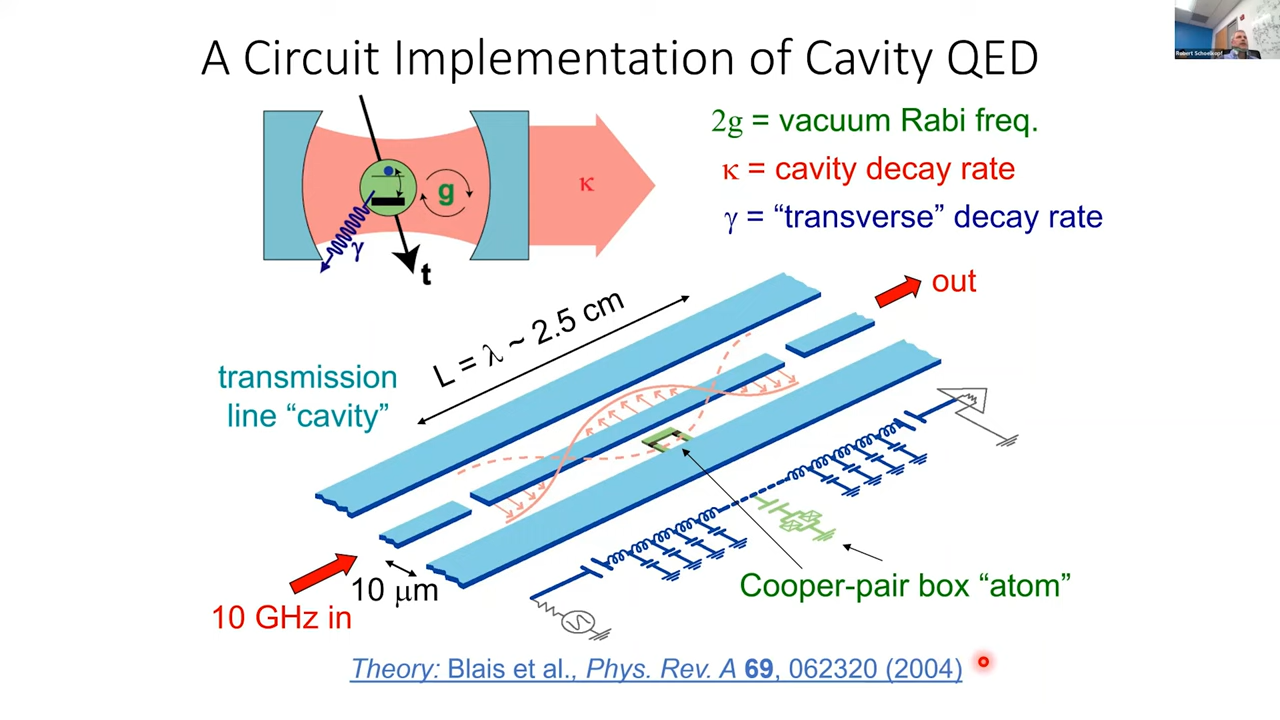 A Circuit Implementation of Cavity QED
Robert Schoelkopf
2g = vacuum Rabi freq.
κ = cavity decay rate
γ = “transverse” decay rate
g
κ
γ
t
out
L = λ ~ 2.5 cm
transmission
line “cavity”
10 μm
10 GHz in
Cooper-pair box “atom”
Theory: Blais et al., Phys. Rev. A 69, 062320 (2004)